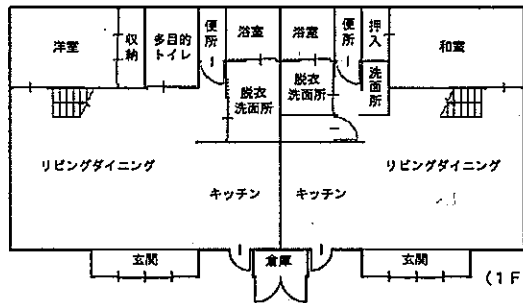 洋室
収納
多目的
トイレ
便所
浴室
浴室
便所
押入
和室
脱衣
洗面所
脱衣
洗面所
洗面所
リビングダイニング
キッチン
キッチン
リビングダイニング
玄関
倉庫
玄関
(1F